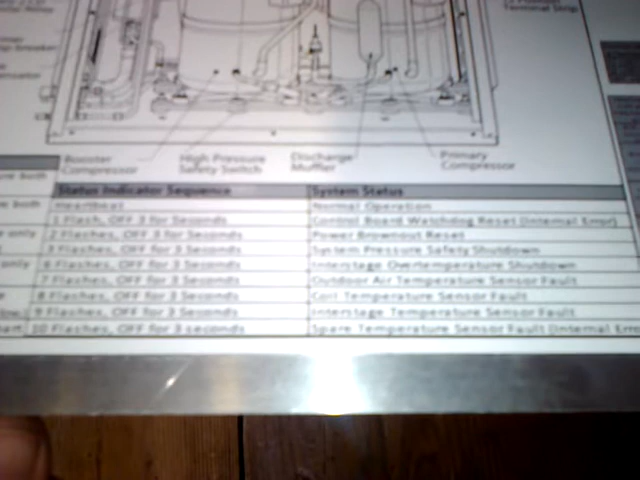 Terminal Strip
Booster
Compressor
High Pressure
Safety Switch
Discharge
Muffler
Primary
Compressor
Status Indicator Sequence System Status
Heartbeat Normal Operation
1 Flash, OFF 3 for Seconds Control Board Watchdog Reset (Internal Error)
2 Flashes, OFF 3 for Seconds Power Brownout Reset
3 Flashes, OFF for 3 Seconds System Pressure Safety Shutdown
6 Flashes, OFF for 3 Seconds Interstage Overtemperature Shutdown
7 Flashes, OFF for 3 Seconds Outdoor Air Temperature Sensor Fault
8 Flashes, OFF for 3 Seconds Coil Temperature Sensor Fault
9 Flashes, OFF for 3 Seconds Interstage Temperature Sensor Fault
10 Flashes, OFF for 3 seconds Spare Temperature Sensor Fault (Internal